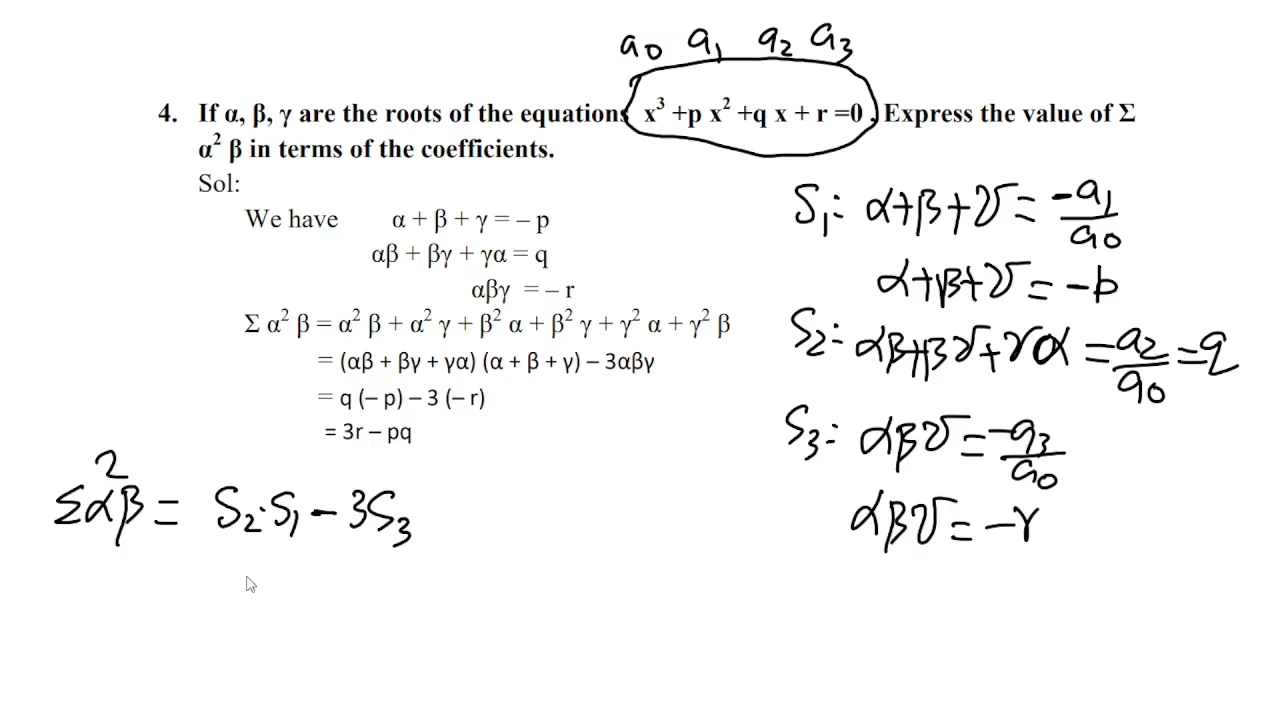 a0 a1 a2 a3
4. If α, β, γ are the roots of the equations x³ +p x² +q x + r =0 . Express the value of Σ
α² β in terms of the coefficients.
Sol:
We have α + β + γ = – p
αβ + βγ + γα = q
αβγ = – r
Σ α² β = α² β + α² γ + β² α + β² γ + γ² α + γ² β
= (αβ + βγ + γα) (α + β + γ) – 3αβγ
= q (– p) – 3 (– r)
= 3r – pq
Σα²β = S2·S1 – 3S3
S1: α+β+γ = -a1/a0
α+β+γ = -p
S2: αβ+βγ+γα = a2/a0 = q
S3: αβγ = -a3/a0
αβγ = -r